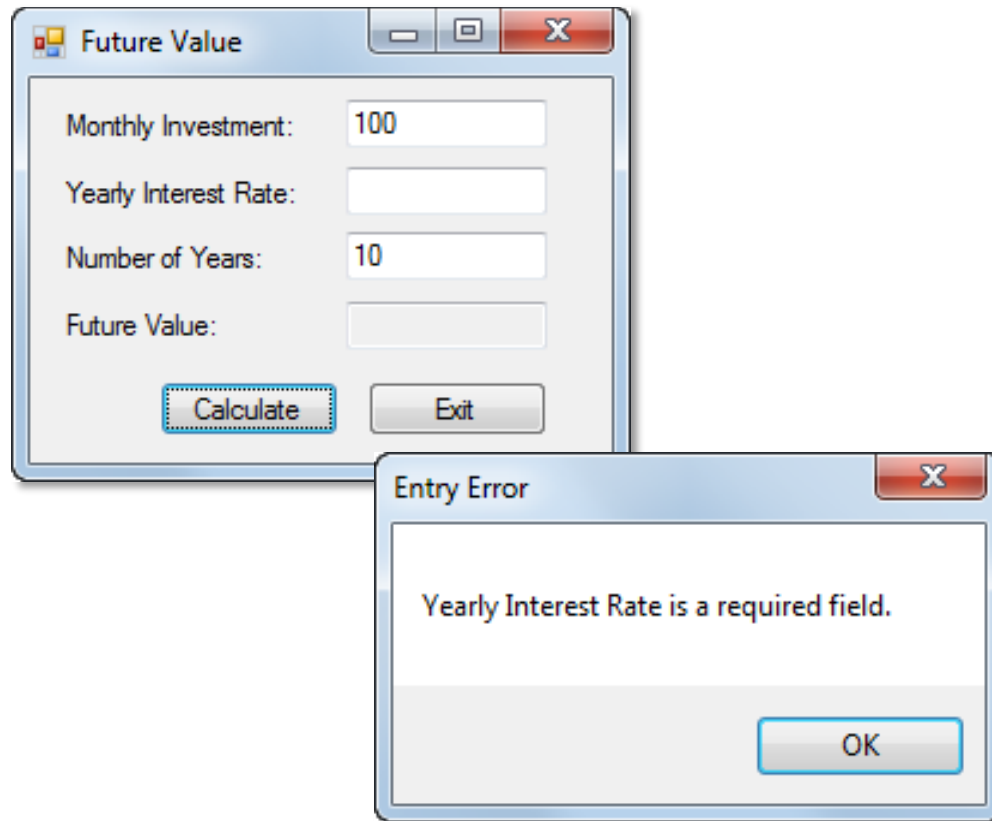 Future Value
Monthly Investment: 100
Yearly Interest Rate:
Number of Years: 10
Future Value:
Calculate Exit
Entry Error
Yearly Interest Rate is a required field.
OK